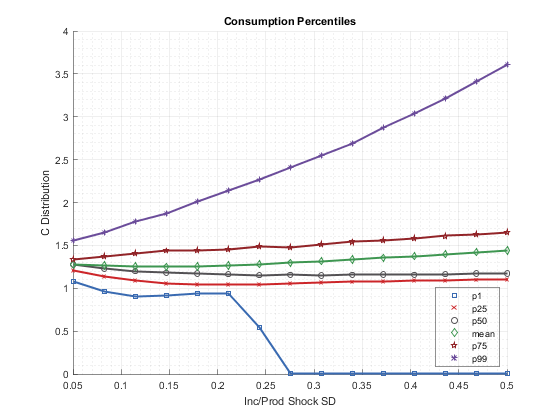 Consumption Percentiles
4
3.5
3
2.5
2
1.5
1
0.5
0
C Distribution
0.05
0.1
0.15
0.2
0.25
0.3
0.35
0.4
0.45
0.5
Inc/Prod Shock SD
p1
p25
p50
mean
p75
p99